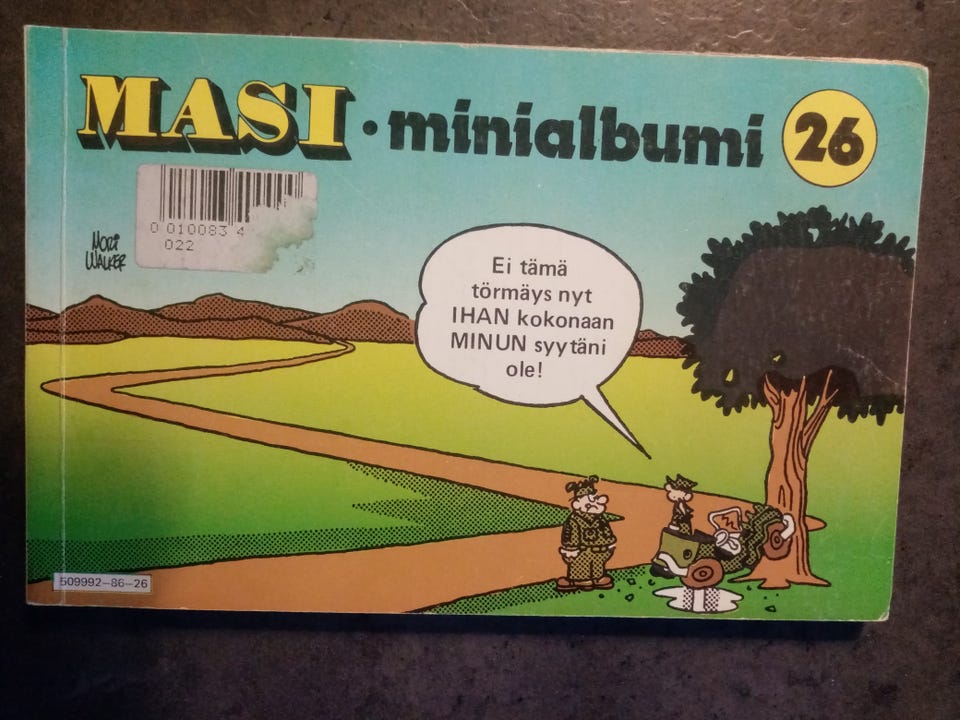 MASI • minialbumi 26
0 010083 4
022
MORT
WALKER
Ei tämä
törmäys nyt
IHAN kokonaan
MINUN syytäni
ole!
509992-86-26